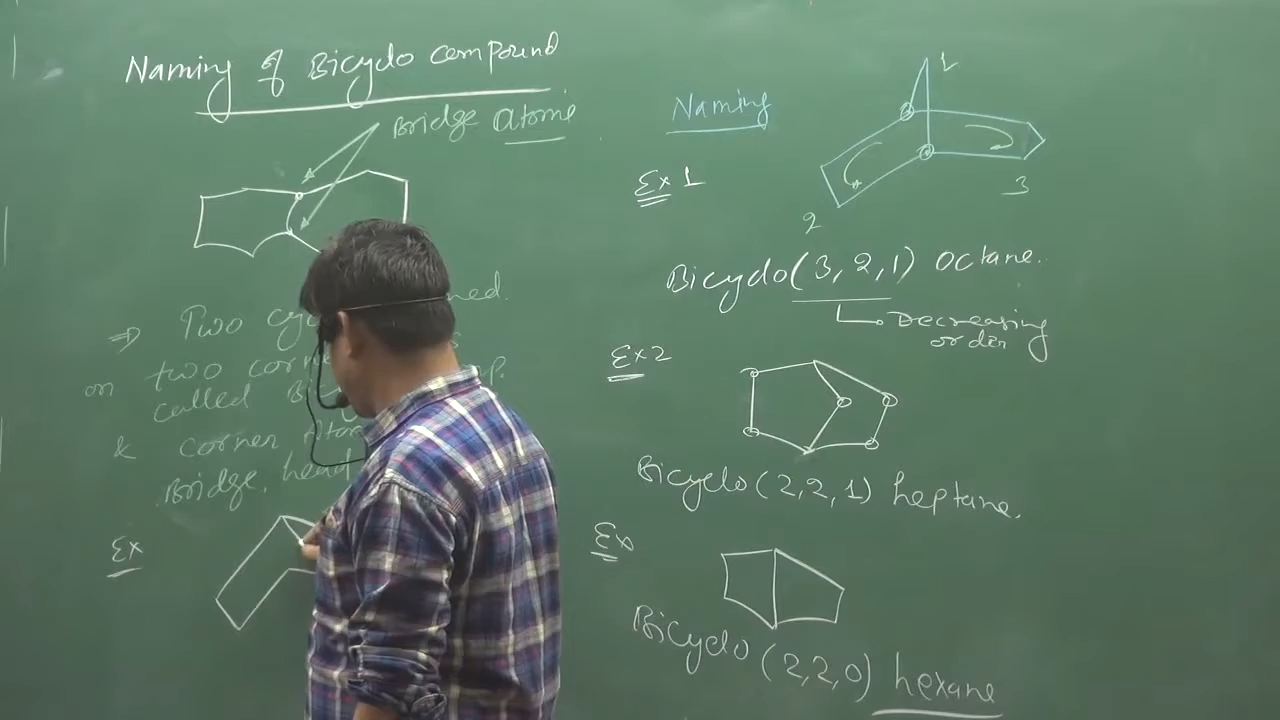 Naming of Bicyclo compound
Bridge atoms
⇒ Two
on two
called
& corner
Bridge head
Ex
Naming
1
2
3
Ex 1
Bicyclo(3,2,1) Octane.
Decreasing
order
Ex 2
Bicyclo(2,2,1) heptane.
Ex
Bicyclo(2,2,0) hexane